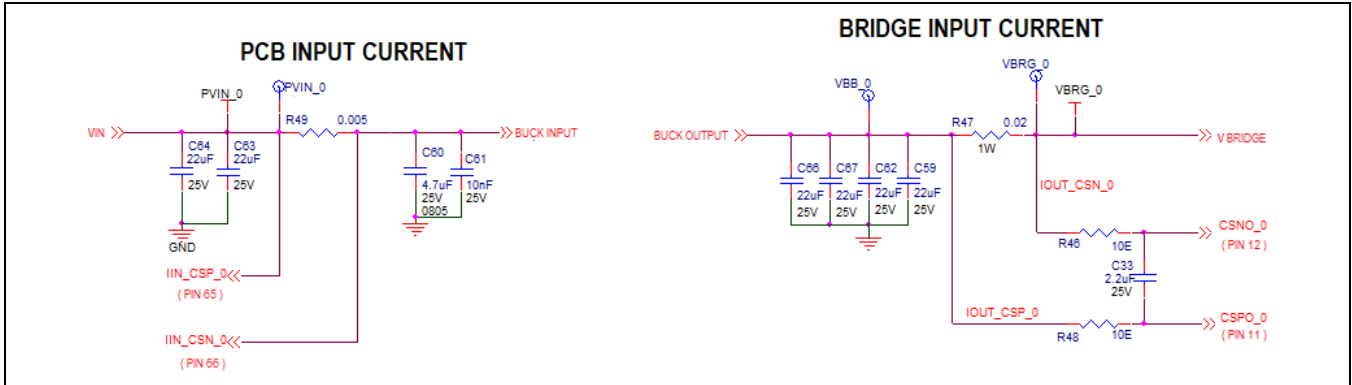 PCB INPUT CURRENT
PVIN_0
PVIN_0
R49 0.005
VIN
BUCK INPUT
C64
22uF
25V
C63
22uF
25V
C60
4.7uF
25V
0805
C61
10nF
25V
GND
IIN_CSP_0
( PIN 65 )
IIN_CSN_0
( PIN 66 )
BRIDGE INPUT CURRENT
VBB_0
VBRG_0
VBRG_0
BUCK OUTPUT
R47 0.02
1W
V BRIDGE
C66
22uF
25V
C67
22uF
25V
C62
22uF
25V
C59
22uF
25V
IOUT_CSN_0
R46 10E
CSNO_0
( PIN 12 )
C33
2.2uF
25V
IOUT_CSP_0
R48 10E
CSPO_0
( PIN 11 )